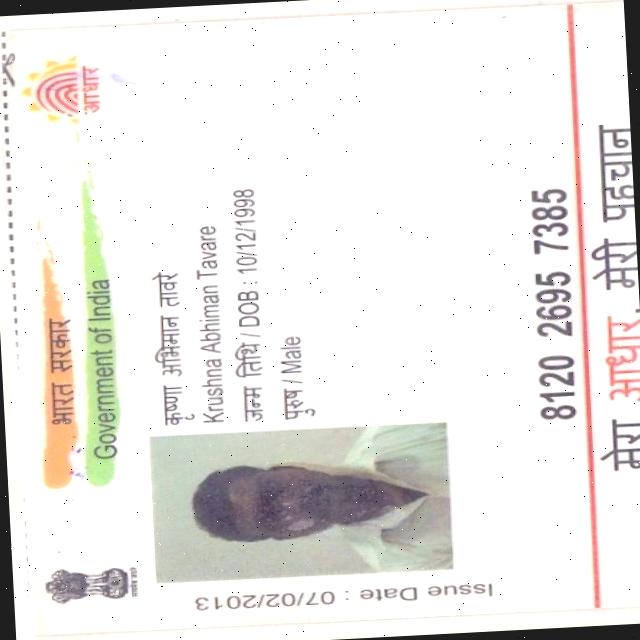 भारत सरकार
Government of India
आधार
कृष्णा अभिमान तावरे
Krushna Abhiman Tavare
जन्म तिथि / DOB : 10/12/1998
पुरुष / Male
Issue Date : 07/02/2013
8120 2695 7385
मेरा आधार, मेरी पहचान